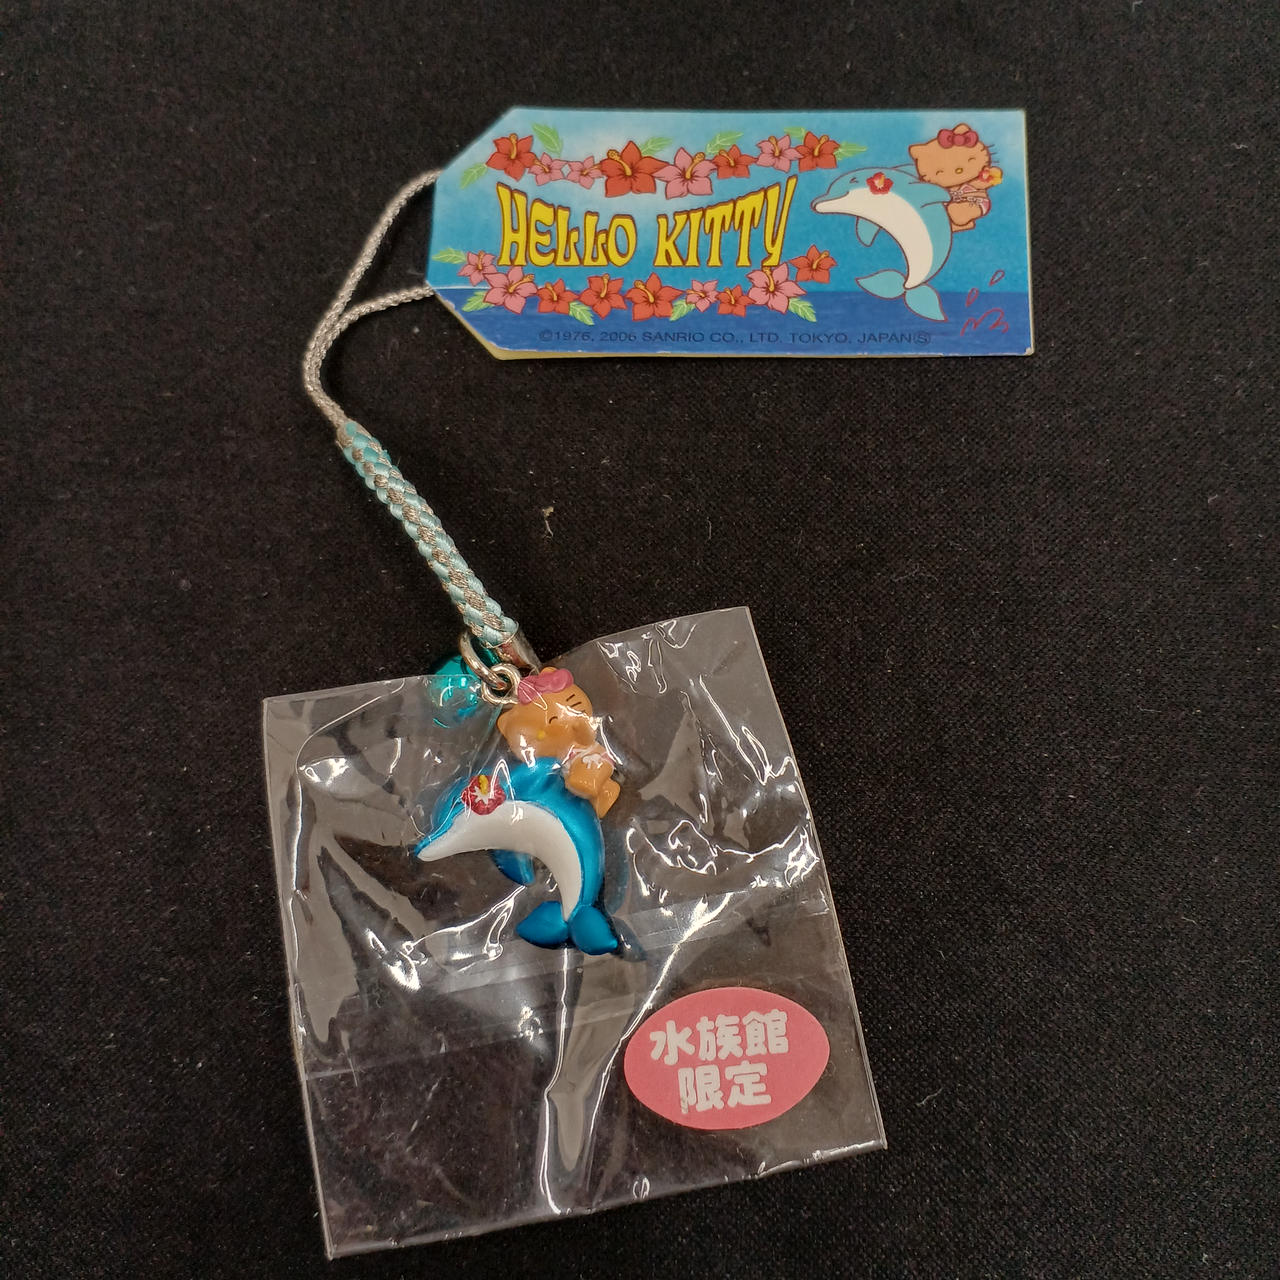 HELLO KITTY
©1976, 2006 SANRIO CO., LTD. TOKYO, JAPAN Ⓢ
水族館
限定